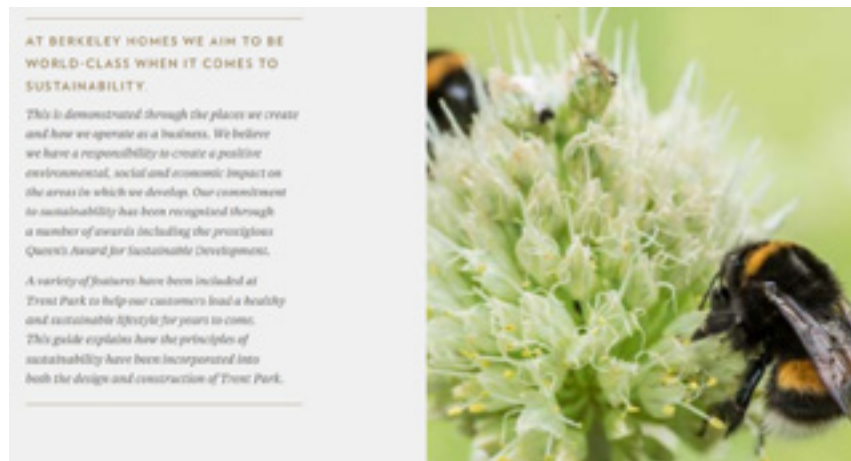 AT BERKELEY HOMES WE AIM TO BE
WORLD-CLASS WHEN IT COMES TO
SUSTAINABILITY.
This is demonstrated through the places we create
and how we operate as a business. We believe
we have a responsibility to create a positive
environmental, social and economic impact on
the areas in which we develop. Our commitment
to sustainability has been recognised through
a number of awards including the prestigious
Queen's Award for Sustainable Development.
A variety of features have been included at
Trent Park to help our customers lead a healthy
and sustainable lifestyle for years to come.
This guide explains how the principles of
sustainability have been incorporated into
both the design and construction of Trent Park.